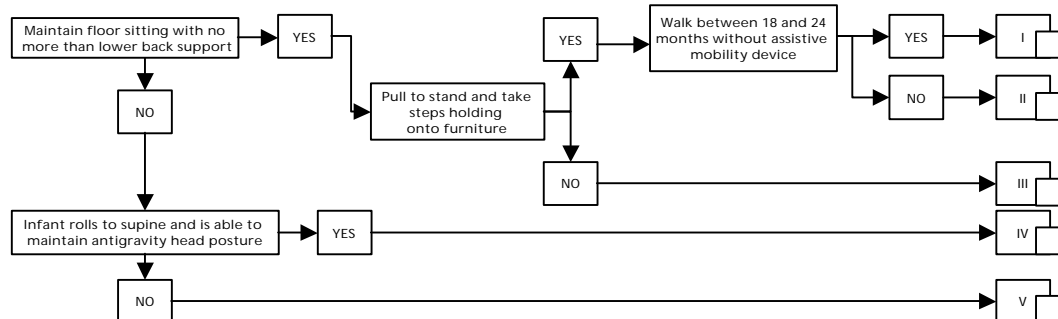 Maintain floor sitting with no
more than lower back support
YES
Pull to stand and take
steps holding
onto furniture
YES
Walk between 18 and 24
months without assistive
mobility device
YES
I
NO
II
NO
III
NO
Infant rolls to supine and is able to
maintain antigravity head posture
YES
IV
NO
V